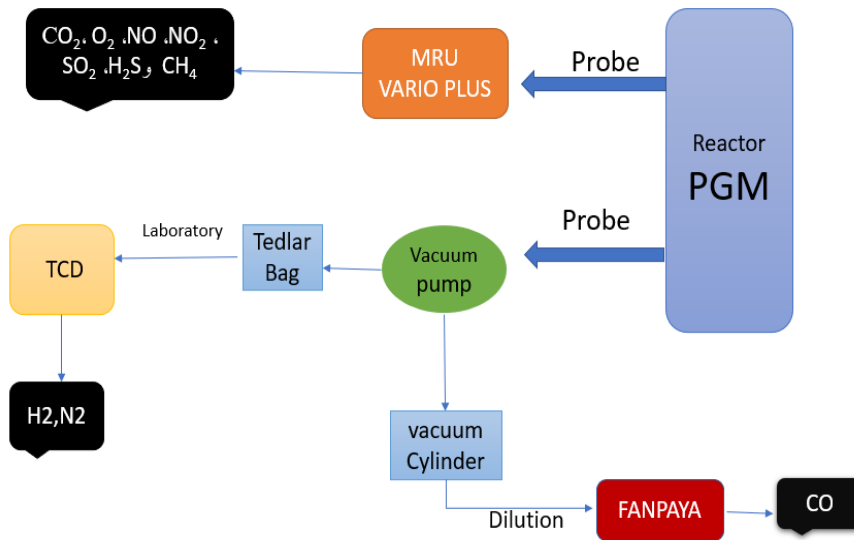 CO₂، O₂ ،NO ،NO₂ ،
SO₂ ،H₂S و CH₄
MRU
VARIO PLUS
Probe
Reactor
PGM
Probe
Vacuum
pump
Tedlar
Bag
Laboratory
TCD
H2,N2
vacuum
Cylinder
Dilution
FANPAYA
CO